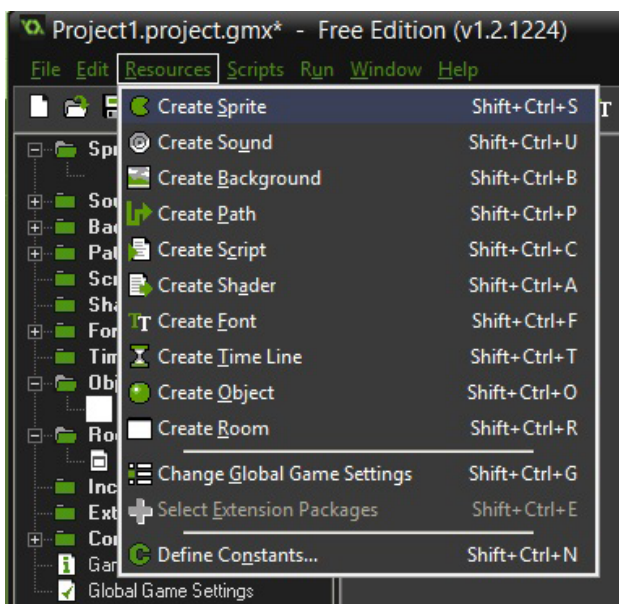 Project1.project.gmx* - Free Edition (v1.2.1224)
File Edit Resources Scripts Run Window Help
Create Sprite Shift+Ctrl+S
Create Sound Shift+Ctrl+U
Create Background Shift+Ctrl+B
Create Path Shift+Ctrl+P
Create Script Shift+Ctrl+C
Create Shader Shift+Ctrl+A
Create Font Shift+Ctrl+F
Create Time Line Shift+Ctrl+T
Create Object Shift+Ctrl+O
Create Room Shift+Ctrl+R
Change Global Game Settings Shift+Ctrl+G
Select Extension Packages Shift+Ctrl+E
Define Constants... Shift+Ctrl+N
Global Game Settings